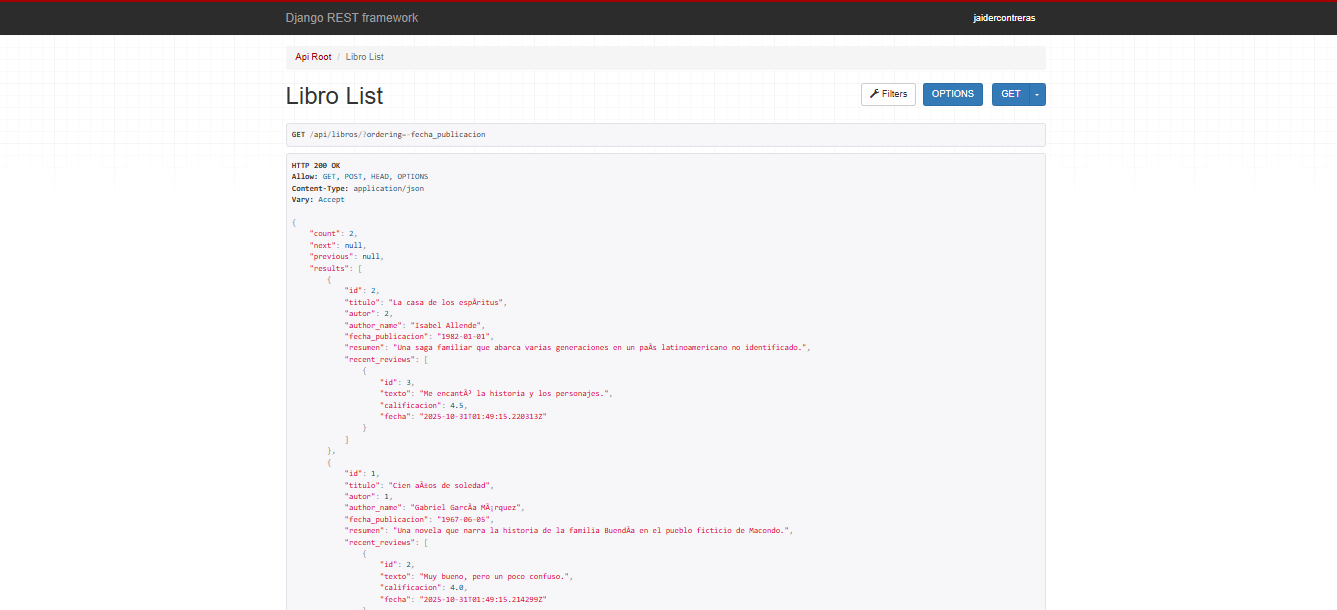 Django REST framework
jaidercontreras
Api Root / Libro List
Libro List
Filters
OPTIONS
GET
GET /api/libros/?ordering=-fecha_publicacion
HTTP 200 OK
Allow: GET, POST, HEAD, OPTIONS
Content-Type: application/json
Vary: Accept
{
"count": 2,
"next": null,
"previous": null,
"results": [
{
"id": 2,
"titulo": "La casa de los espÃritus",
"autor": 2,
"author_name": "Isabel Allende",
"fecha_publicacion": "1982-01-01",
"resumen": "Una saga familiar que abarca varias generaciones en un paÃs latinoamericano no identificado.",
"recent_reviews": [
{
"id": 3,
"texto": "Me encantÃ³ la historia y los personajes.",
"calificacion": 4.5,
"fecha": "2025-10-31T01:49:15.220313Z"
}
]
},
{
"id": 1,
"titulo": "Cien aÃ±os de soledad",
"autor": 1,
"author_name": "Gabriel GarcÃa MÃ¡rquez",
"fecha_publicacion": "1967-06-05",
"resumen": "Una novela que narra la historia de la familia BuendÃa en el pueblo ficticio de Macondo.",
"recent_reviews": [
{
"id": 2,
"texto": "Muy bueno, pero un poco confuso.",
"calificacion": 4.0,
"fecha": "2025-10-31T01:49:15.214299Z"
}